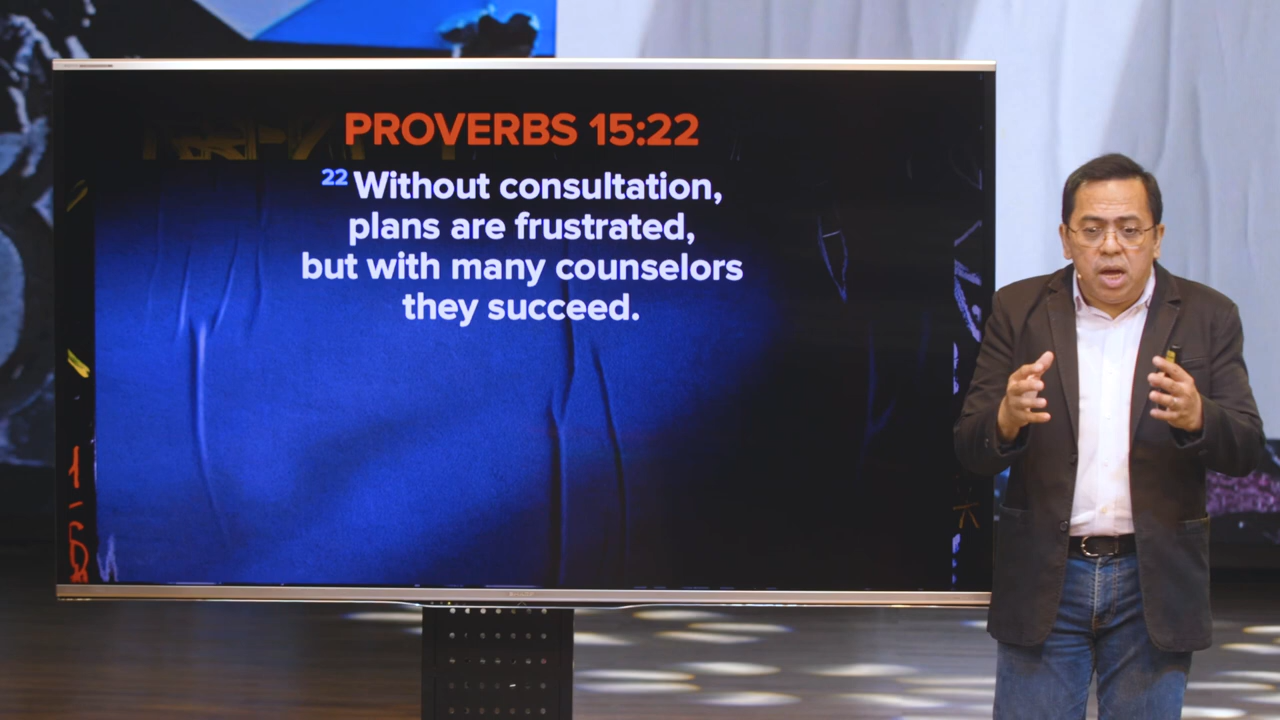 PROVERBS 15:22
22 Without consultation,
plans are frustrated,
but with many counselors
they succeed.